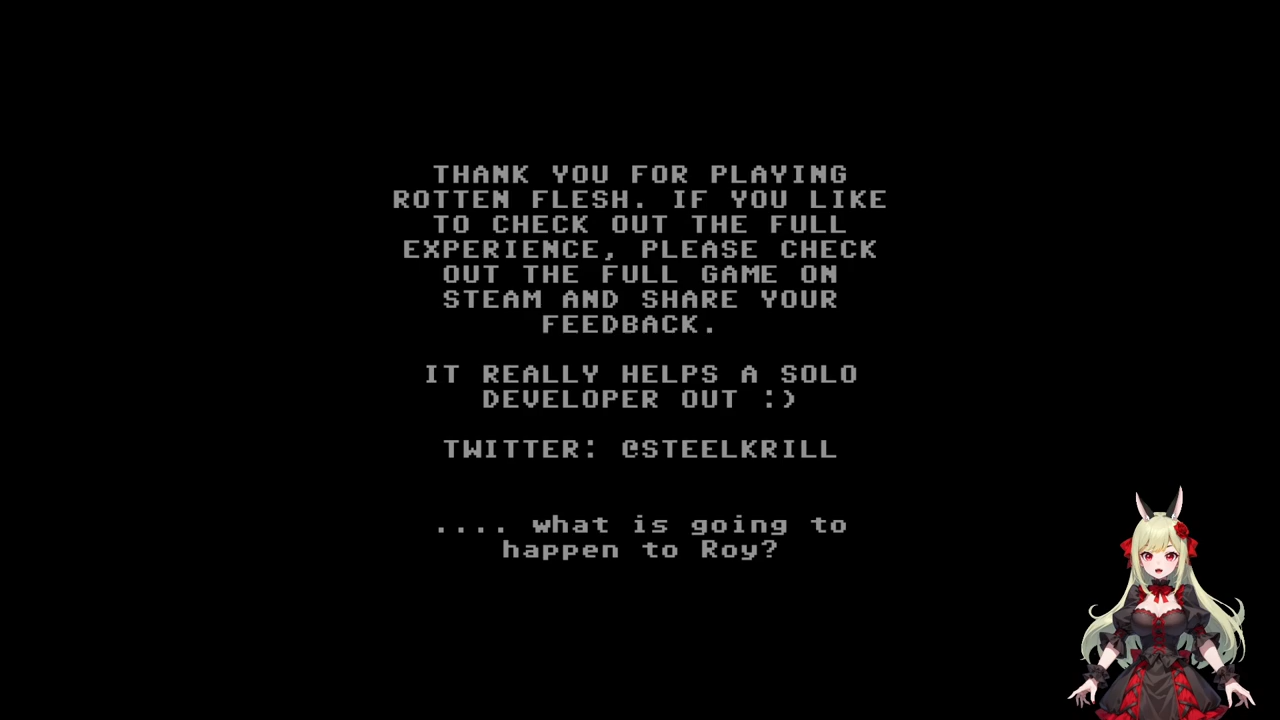 THANK YOU FOR PLAYING
ROTTEN FLESH. IF YOU LIKE
TO CHECK OUT THE FULL
EXPERIENCE, PLEASE CHECK
OUT THE FULL GAME ON
STEAM AND SHARE YOUR
FEEDBACK.
IT REALLY HELPS A SOLO
DEVELOPER OUT :)
TWITTER: @STEELKRILL
.... what is going to
happen to Roy?